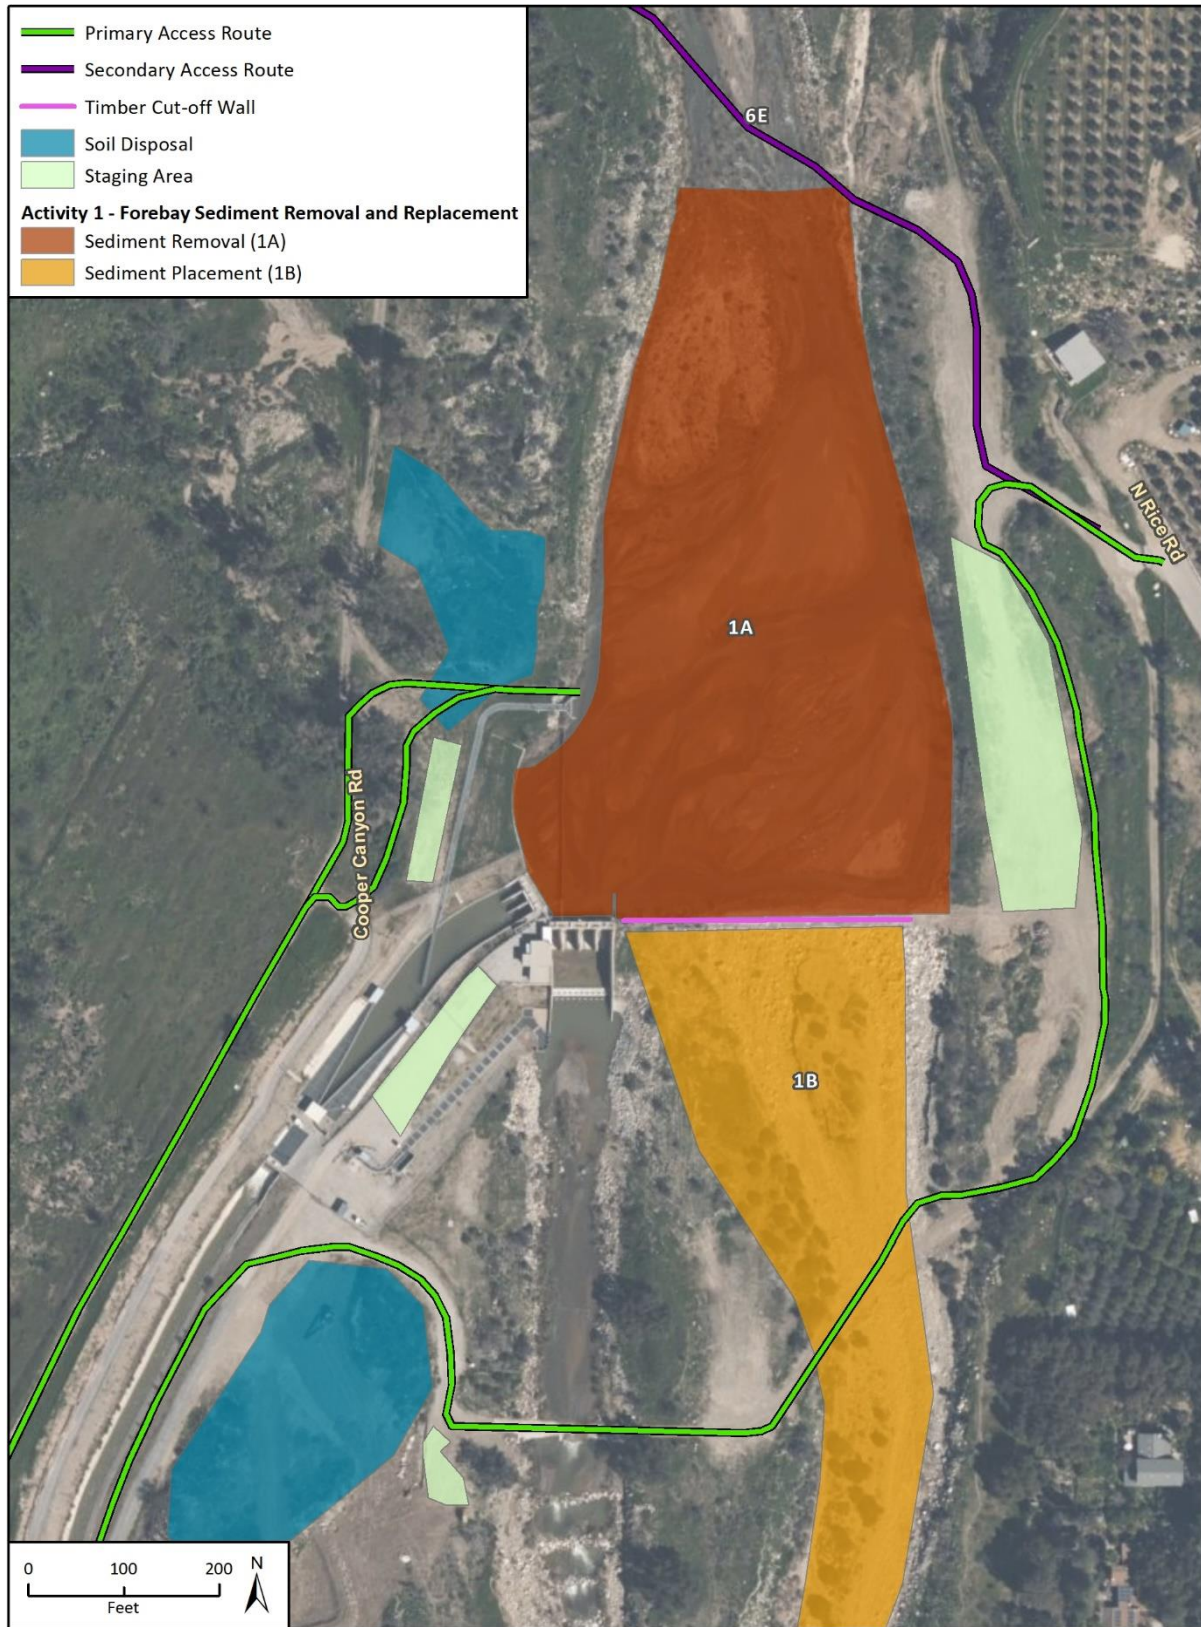 Primary Access Route
Secondary Access Route
Timber Cut-off Wall
Soil Disposal
Staging Area
Activity 1 - Forebay Sediment Removal and Replacement
Sediment Removal (1A)
Sediment Placement (1B)
6E
N Rice Rd
1A
Cooper Canyon Rd
1B
0 100 200
Feet
N